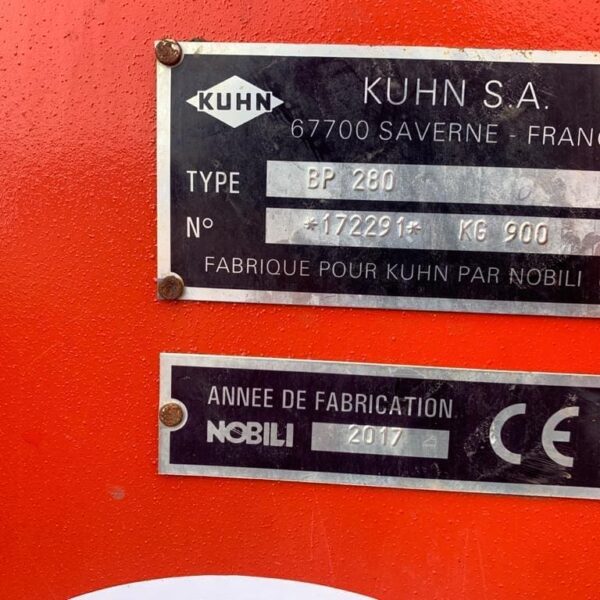 KUHN
KUHN S.A.
67700 SAVERNE - FRANC
TYPE BP 280
N° *172291* KG 900
FABRIQUE POUR KUHN PAR NOBILI
ANNEE DE FABRICATION
NOBILI 2017
CE